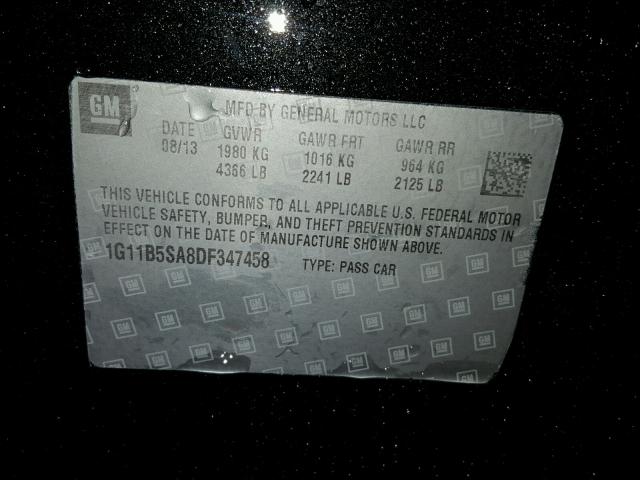 GM
MFD BY GENERAL MOTORS LLC
DATE GVWR GAWR FRT GAWR RR
08/13 1980 KG 1016 KG 964 KG
4366 LB 2241 LB 2125 LB
THIS VEHICLE CONFORMS TO ALL APPLICABLE U.S. FEDERAL MOTOR
VEHICLE SAFETY, BUMPER, AND THEFT PREVENTION STANDARDS IN
EFFECT ON THE DATE OF MANUFACTURE SHOWN ABOVE.
1G11B5SA8DF347458 TYPE: PASS CAR